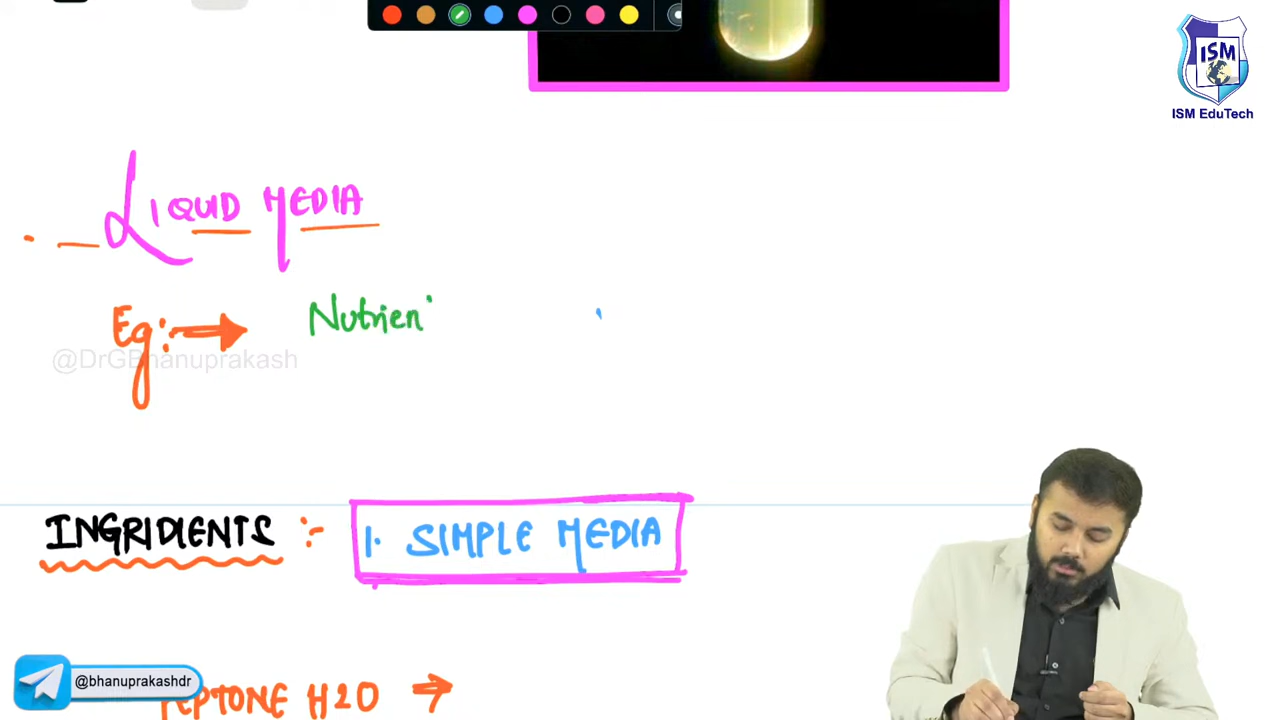 ISM
ISM EduTech
LIQUID MEDIA
Eg:→ Nutrien
@DrGBhanuprakash
INGRIDIENTS :- 1. SIMPLE MEDIA
@bhanuprakashdr
PEPTONE H2O →